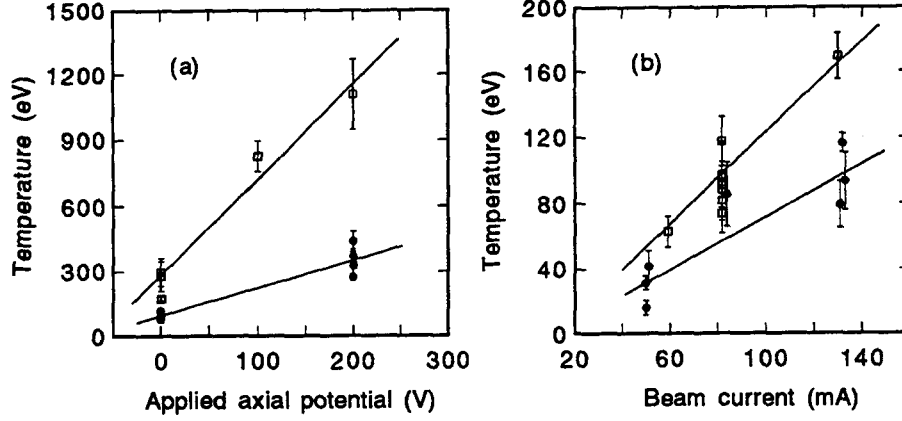 1500
1200
900
600
300
0
Temperature (eV)
(a)
0 100 200 300
Applied axial potential (V)
200
160
120
80
40
0
Temperature (eV)
(b)
20 60 100 140
Beam current (mA)